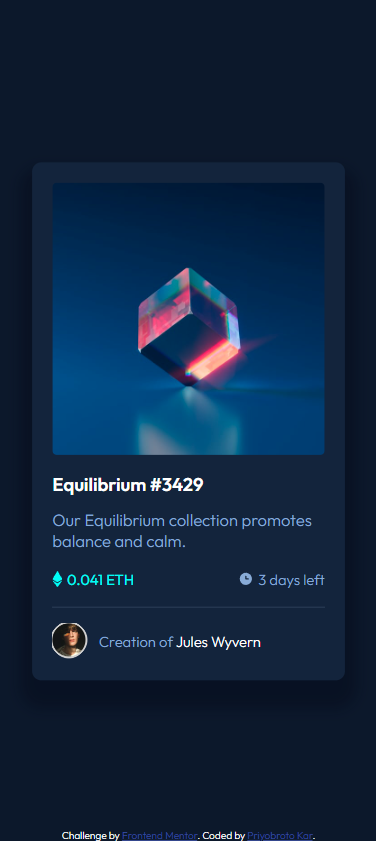 Equilibrium #3429
Our Equilibrium collection promotes
balance and calm.
0.041 ETH 3 days left
Creation of Jules Wyvern
Challenge by Frontend Mentor. Coded by Priyobroto Kar.